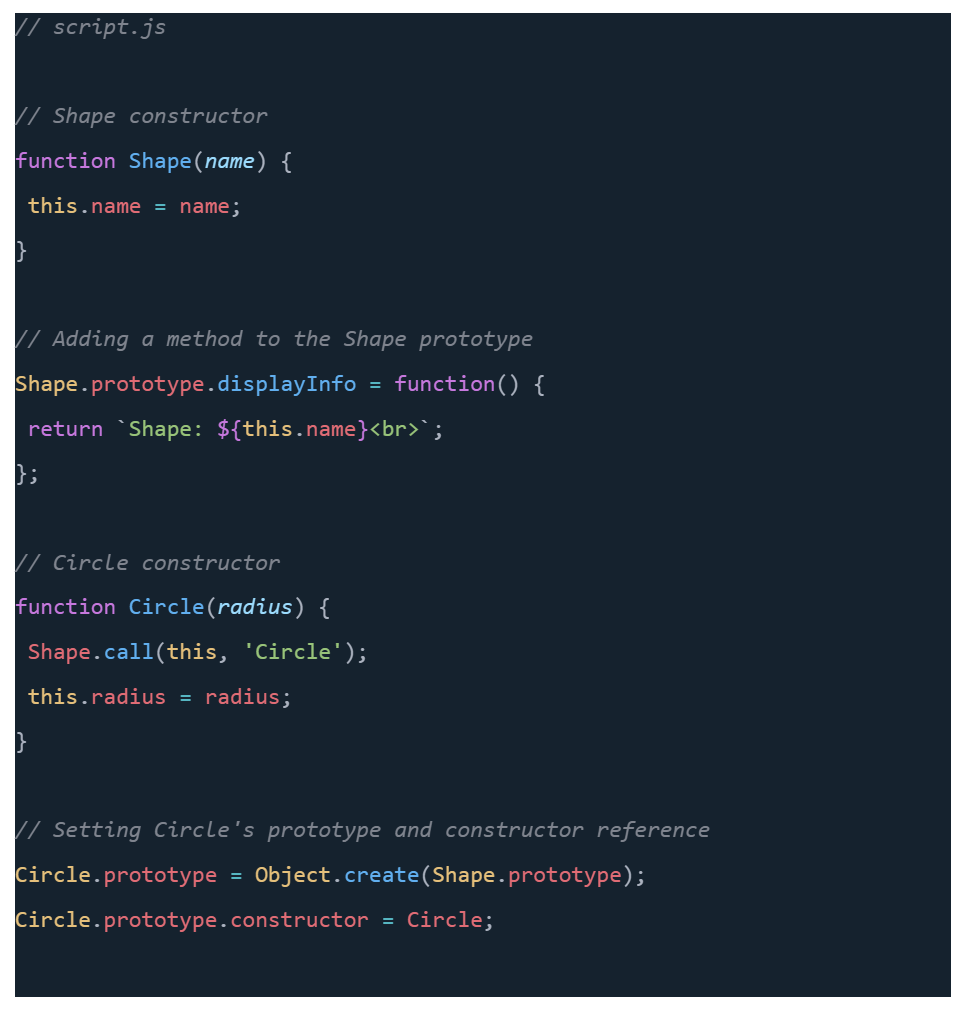 // script.js
// Shape constructor
function Shape(name) {
 this.name = name;
}
// Adding a method to the Shape prototype
Shape.prototype.displayInfo = function() {
 return `Shape: ${this.name}<br>`;
};
// Circle constructor
function Circle(radius) {
 Shape.call(this, 'Circle');
 this.radius = radius;
}
// Setting Circle's prototype and constructor reference
Circle.prototype = Object.create(Shape.prototype);
Circle.prototype.constructor = Circle;